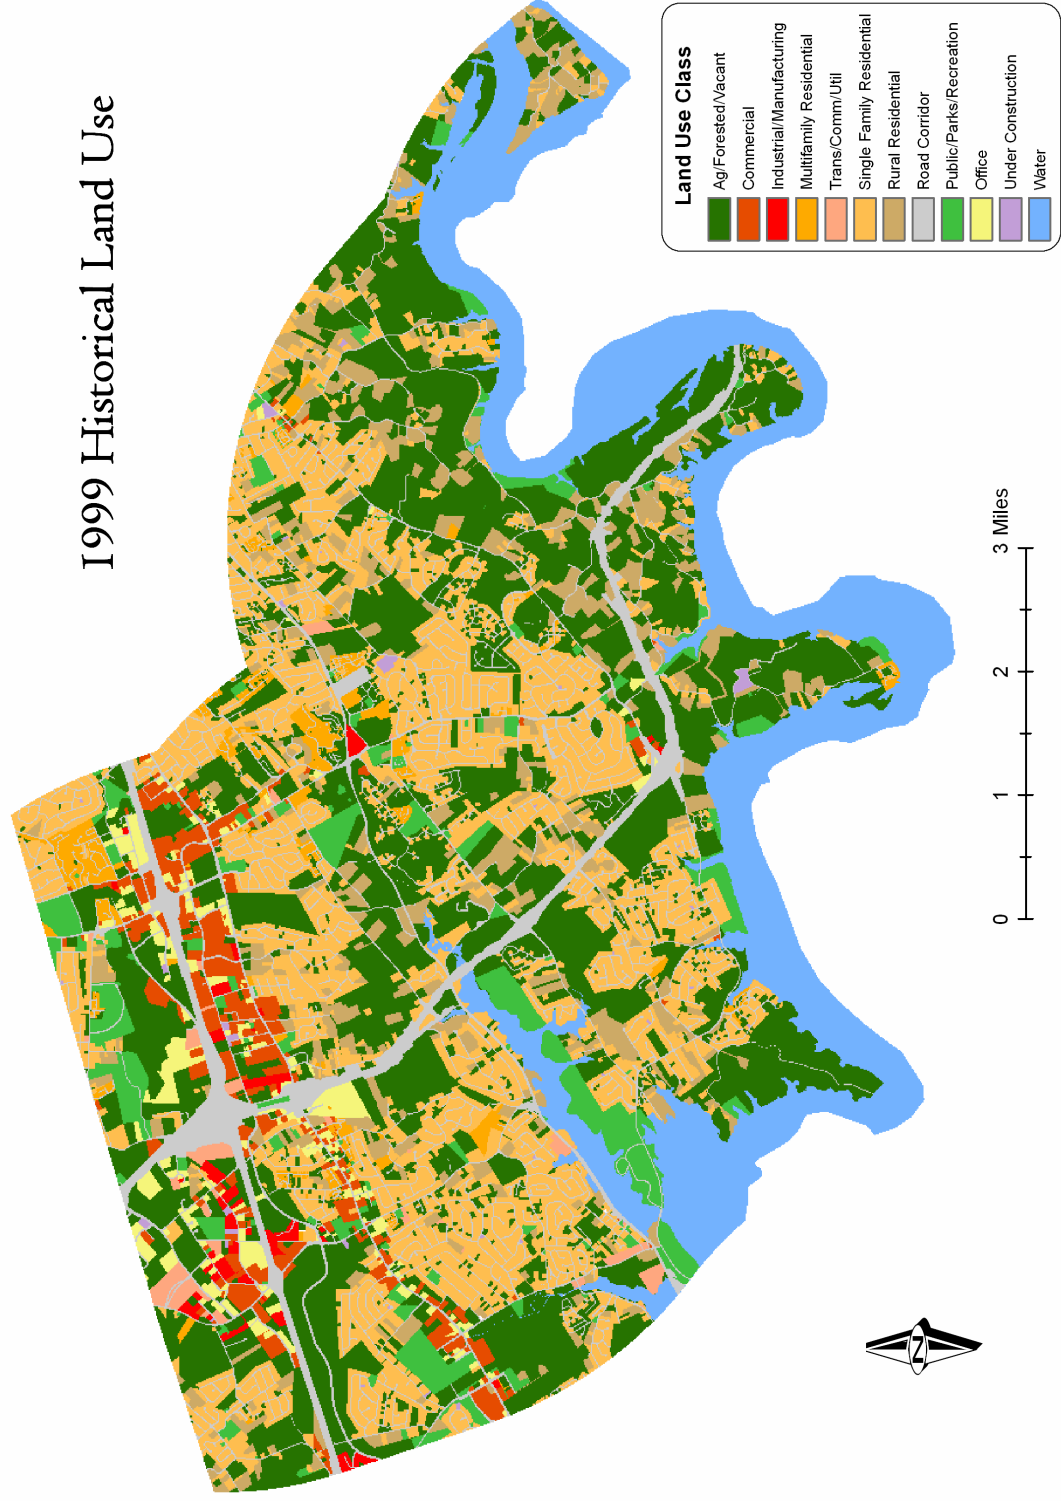 1999 Historical Land Use
Land Use Class
Ag/Forested/Vacant
Commercial
Industrial/Manufacturing
Multifamily Residential
Trans/Comm/Util
Single Family Residential
Rural Residential
Road Corridor
Public/Parks/Recreation
Office
Under Construction
Water
0 1 2 3 Miles
N